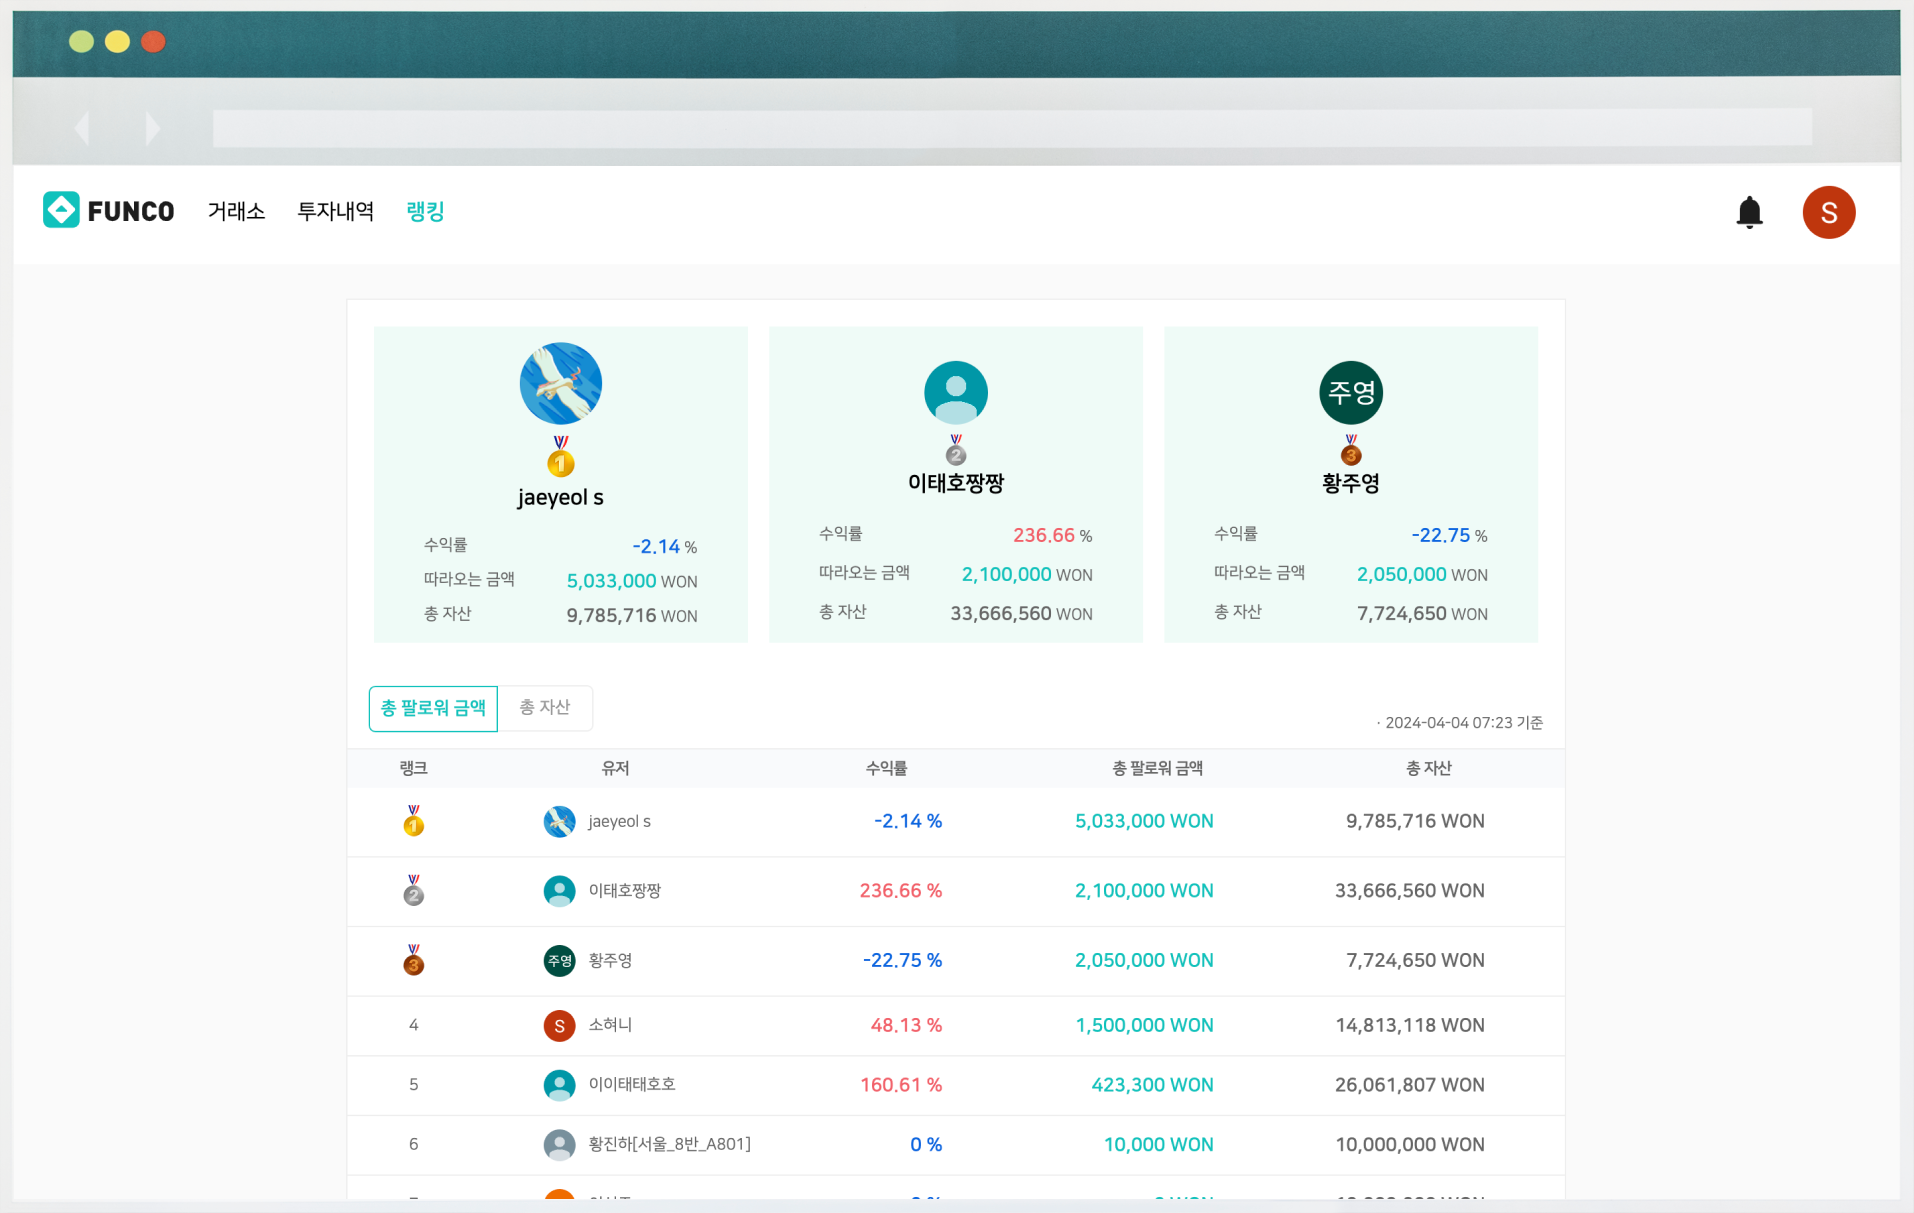 FUNCO 거래소 투자내역 랭킹 S
주영
1 2 3
jaeyeol s 이태호짱짱 황주영
수익률 -2.14 %
따라오는 금액 5,033,000 WON
총 자산 9,785,716 WON
수익률 236.66 %
따라오는 금액 2,100,000 WON
총 자산 33,666,560 WON
수익률 -22.75 %
따라오는 금액 2,050,000 WON
총 자산 7,724,650 WON
총 팔로워 금액 총 자산
· 2024-04-04 07:23 기준
랭크 유저 수익률 총 팔로워 금액 총 자산
1 jaeyeol s -2.14 % 5,033,000 WON 9,785,716 WON
2 이태호짱짱 236.66 % 2,100,000 WON 33,666,560 WON
3 주영 황주영 -22.75 % 2,050,000 WON 7,724,650 WON
4 S 소혀니 48.13 % 1,500,000 WON 14,813,118 WON
5 이이태태호호 160.61 % 423,300 WON 26,061,807 WON
6 황진하[서울_8반_A801] 0 % 10,000 WON 10,000,000 WON